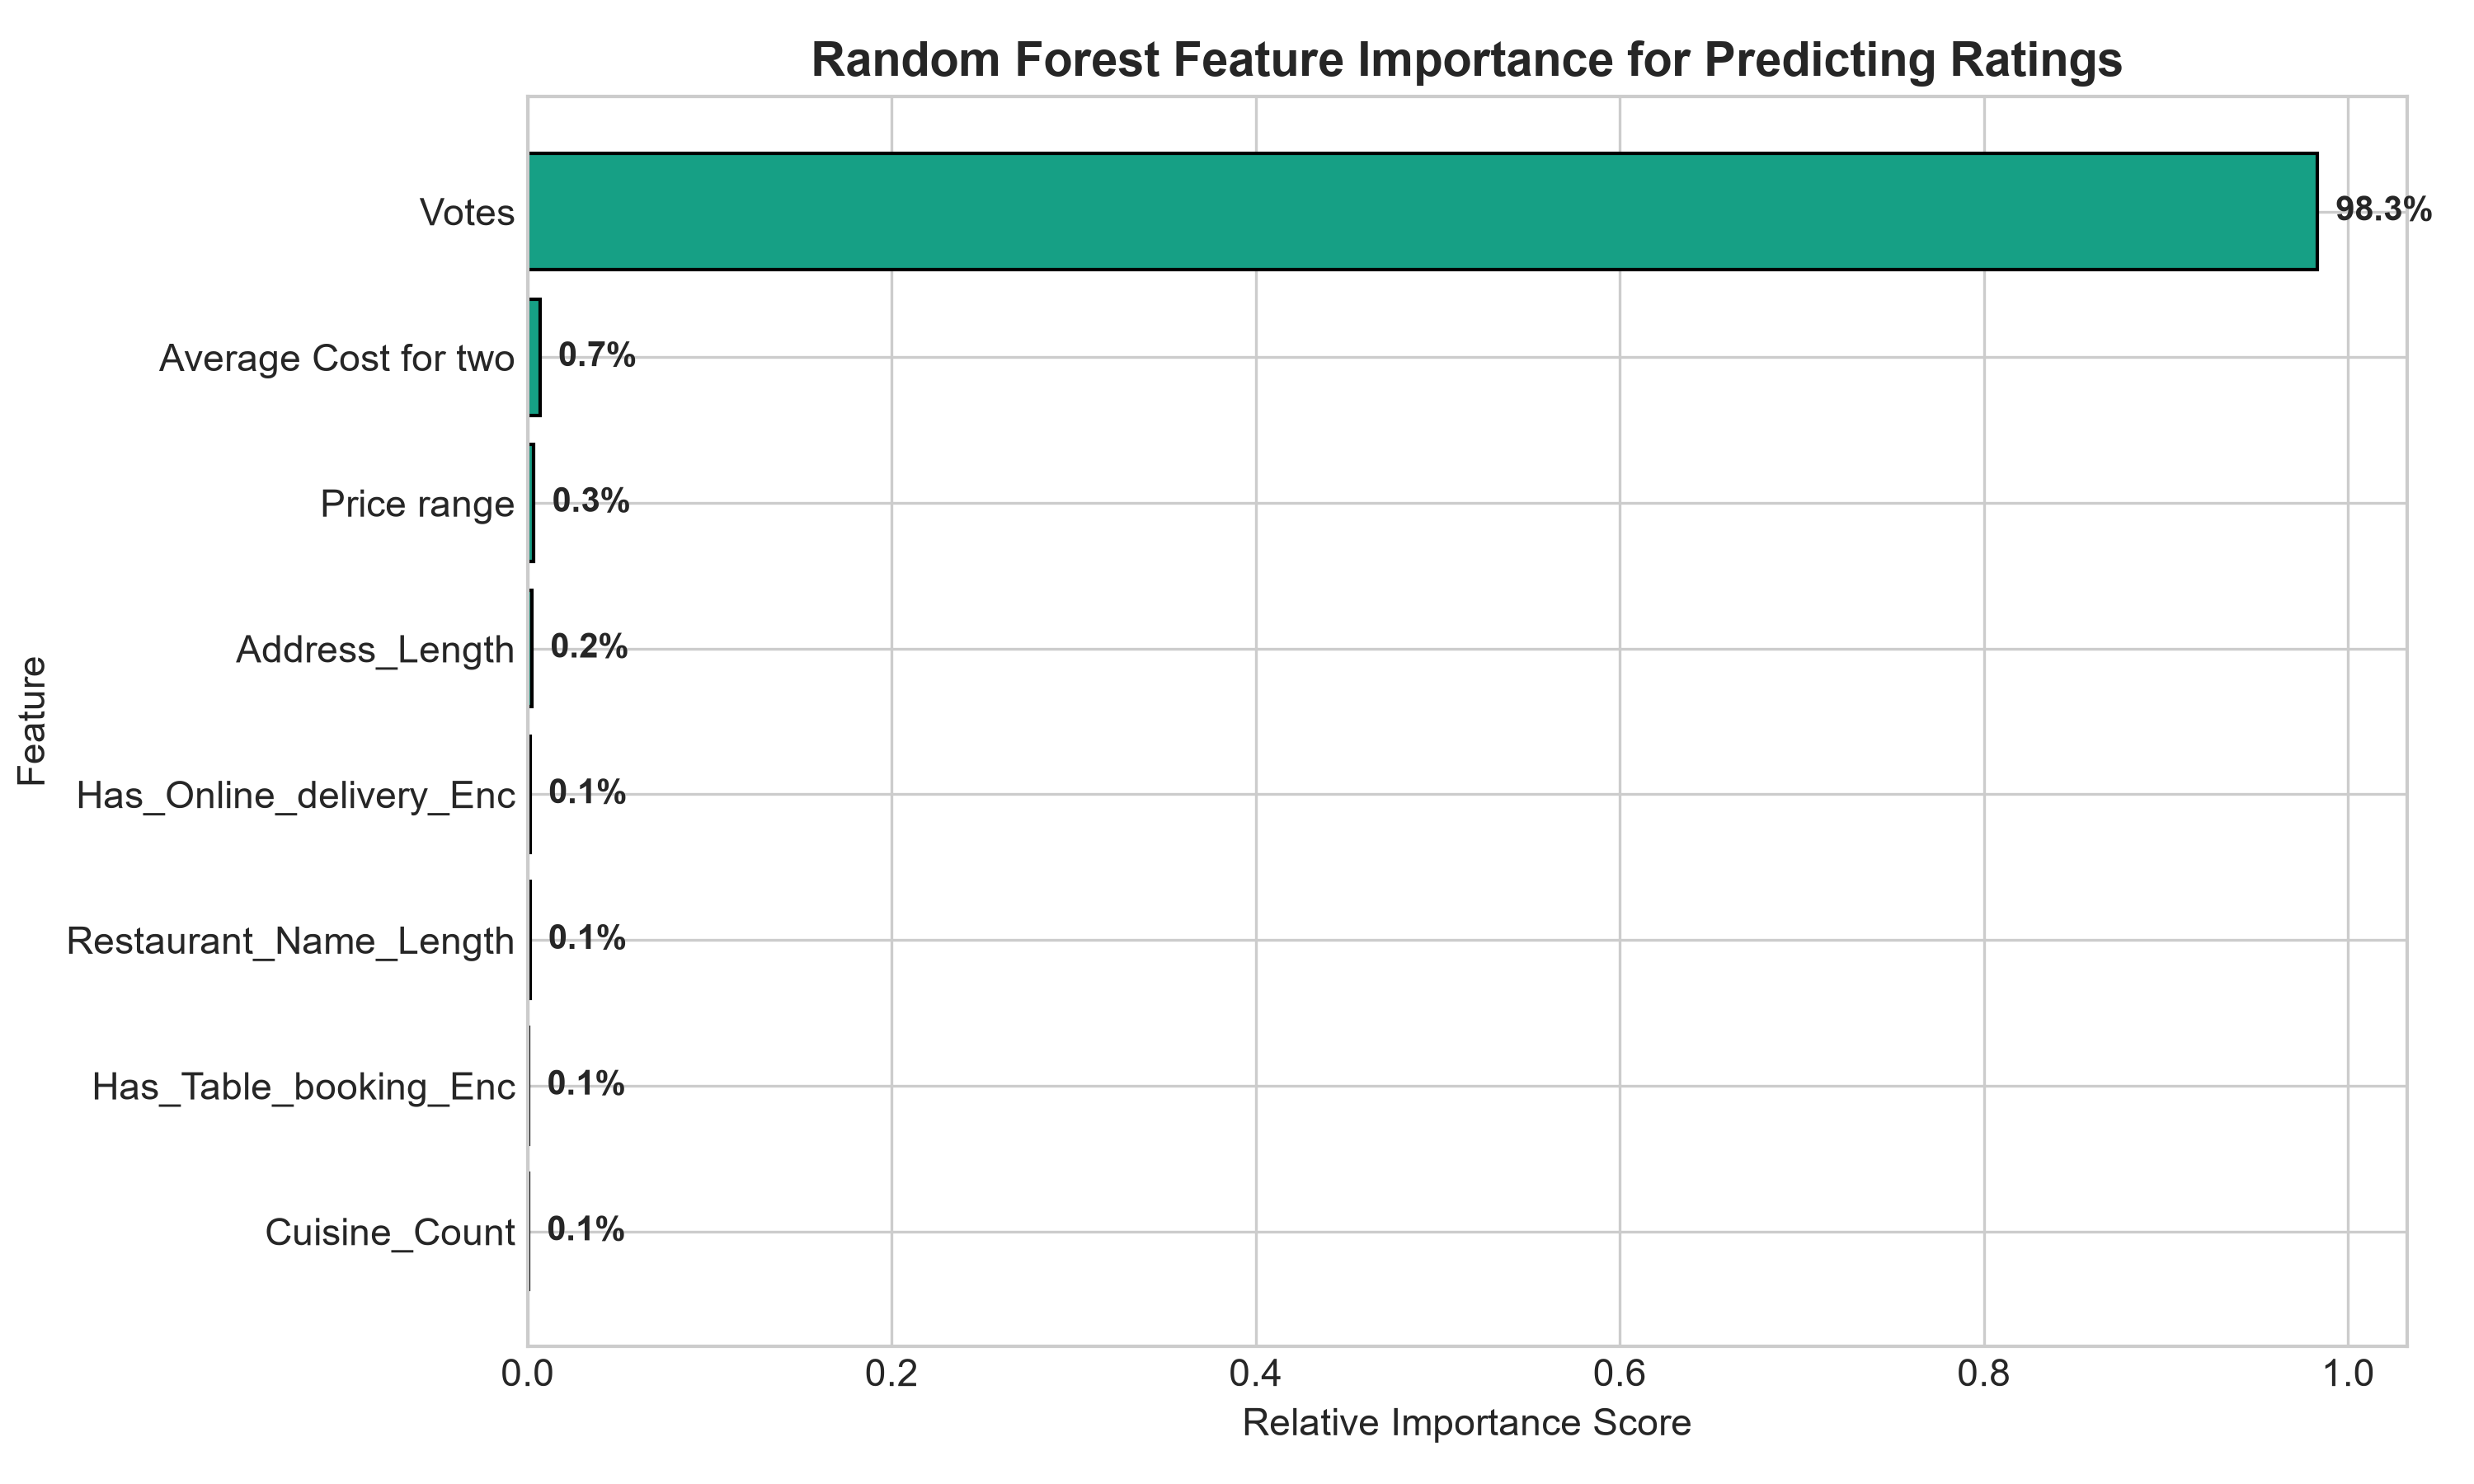 Random Forest Feature Importance for Predicting Ratings
Votes
98.3%
Average Cost for two
0.7%
Price range
0.3%
Address_Length
0.2%
Has_Online_delivery_Enc
0.1%
Restaurant_Name_Length
0.1%
Has_Table_booking_Enc
0.1%
Cuisine_Count
0.1%
Feature
0.0
0.2
0.4
0.6
0.8
1.0
Relative Importance Score